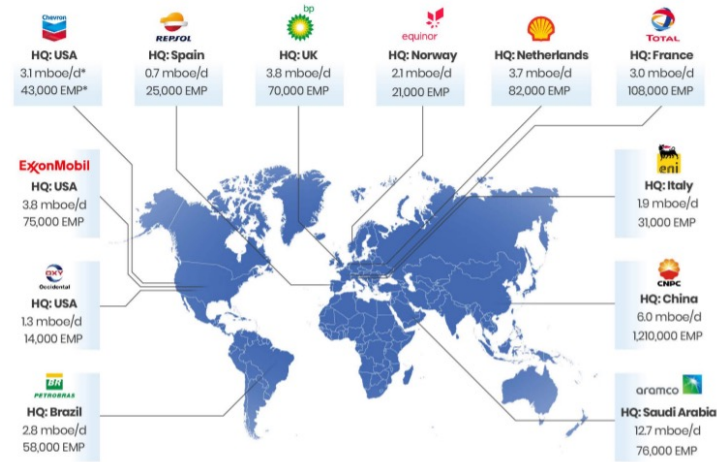 Chevron
HQ: USA
3.1 mboe/d*
43,000 EMP*
REPSOL
HQ: Spain
0.7 mboe/d
25,000 EMP
bp
HQ: UK
3.8 mboe/d
70,000 EMP
equinor
HQ: Norway
2.1 mboe/d
21,000 EMP
HQ: Netherlands
3.7 mboe/d
82,000 EMP
TOTAL
HQ: France
3.0 mboe/d
108,000 EMP
ExxonMobil
HQ: USA
3.8 mboe/d
75,000 EMP
eni
HQ: Italy
1.9 mboe/d
31,000 EMP
OXY
Occidental
HQ: USA
1.3 mboe/d
14,000 EMP
CNPC
HQ: China
6.0 mboe/d
1,210,000 EMP
BR
PETROBRAS
HQ: Brazil
2.8 mboe/d
58,000 EMP
aramco
HQ: Saudi Arabia
12.7 mboe/d
76,000 EMP